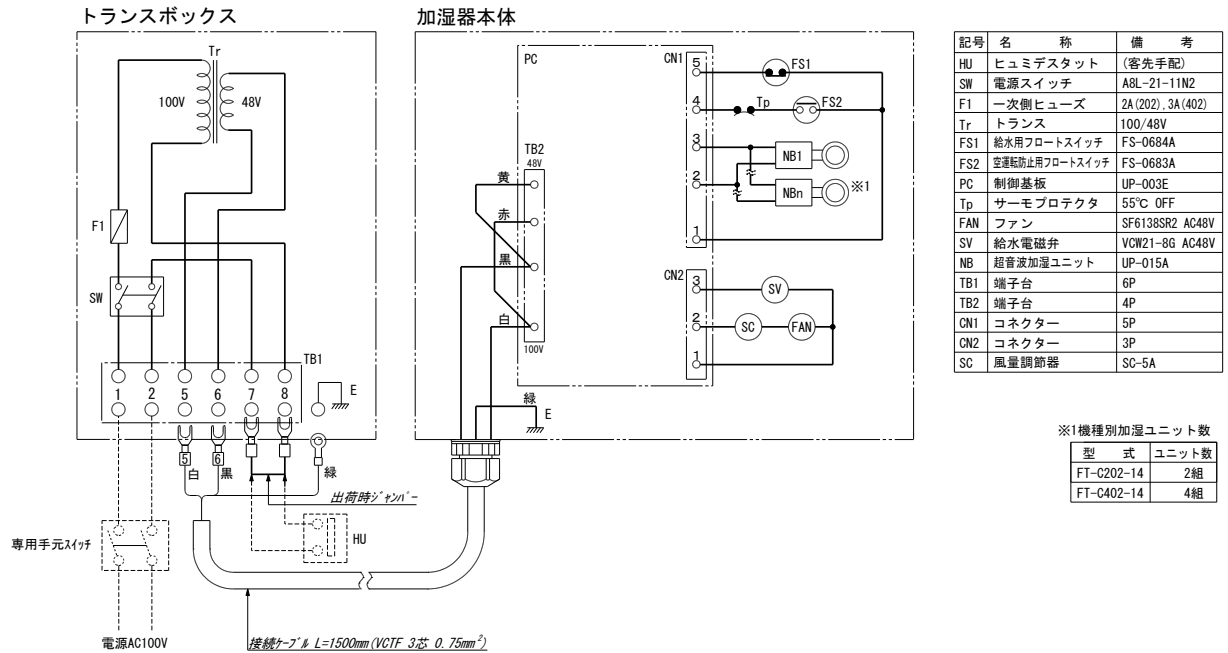 トランスボックス
加湿器本体
Tr
100V
48V
F1
SW
TB1
1 2 5 6 7 8
E
5 6
白 黒 緑
出荷時ジャンパー
HU
専用手元スイッチ
電源AC100V
接続ケーブル L=1500mm(VCTF 3芯 0.75mm²)
PC
TB2
48V
黄
赤
黒
白
100V
緑
E
CN1
5
FS1
4
Tp
FS2
3
NB1
2
NBn
※1
1
CN2
3
SV
2
SC
FAN
1
記号 名 称 備 考
HU ヒュミデスタット (客先手配)
SW 電源スイッチ A8L-21-11N2
F1 一次側ヒューズ 2A(202),3A(402)
Tr トランス 100/48V
FS1 給水用フロートスイッチ FS-0684A
FS2 空運転防止用フロートスイッチ FS-0683A
PC 制御基板 UP-003E
Tp サーモプロテクタ 55℃ OFF
FAN ファン SF6138SR2 AC48V
SV 給水電磁弁 VCW21-8G AC48V
NB 超音波加湿ユニット UP-015A
TB1 端子台 6P
TB2 端子台 4P
CN1 コネクター 5P
CN2 コネクター 3P
SC 風量調節器 SC-5A
※1機種別加湿ユニット数
型 式 ユニット数
FT-C202-14 2組
FT-C402-14 4組